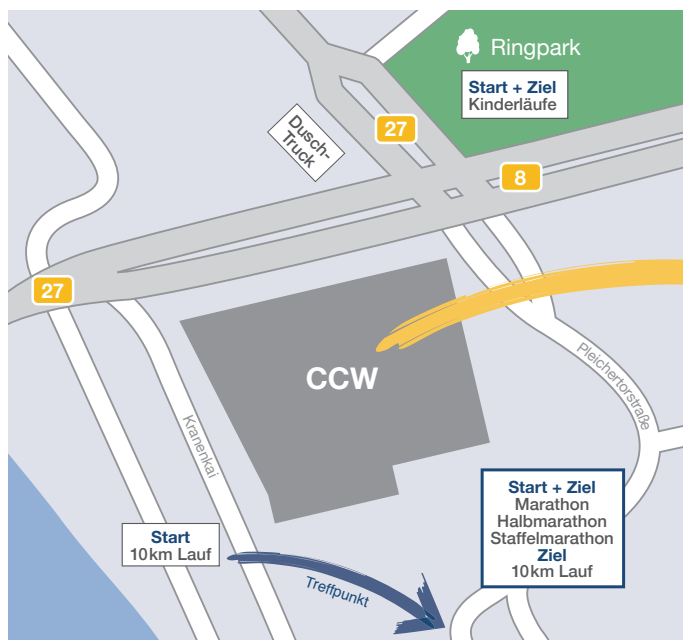 Ringpark
Start + Ziel
Kinderläufe
27
Dusch-
Truck
8
27
CCW
Pleichertorstraße
Kranenkai
Start + Ziel
Marathon
Halbmarathon
Staffelmarathon
Ziel
10km Lauf
Start
10km Lauf
Treffpunkt